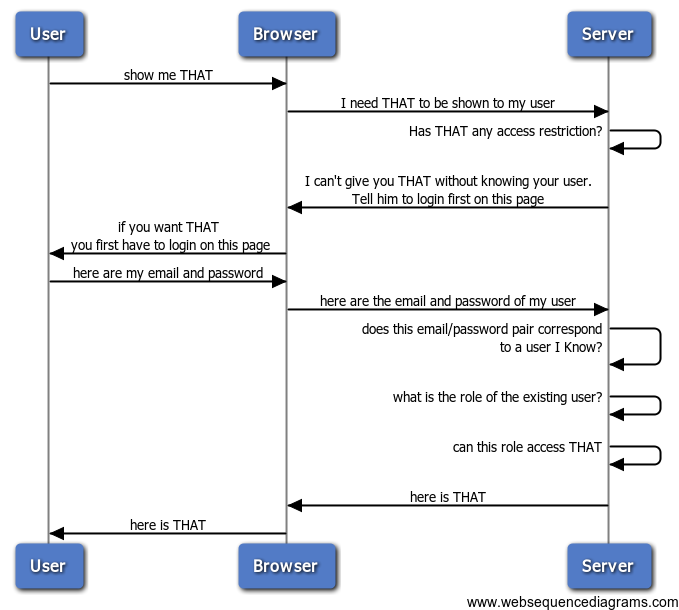 User Browser Server
show me THAT
I need THAT to be shown to my user
Has THAT any access restriction?
I can't give you THAT without knowing your user.
Tell him to login first on this page
if you want THAT
you first have to login on this page
here are my email and password
here are the email and password of my user
does this email/password pair correspond
to a user I Know?
what is the role of the existing user?
can this role access THAT
here is THAT
here is THAT
User Browser Server
www.websequencediagrams.com